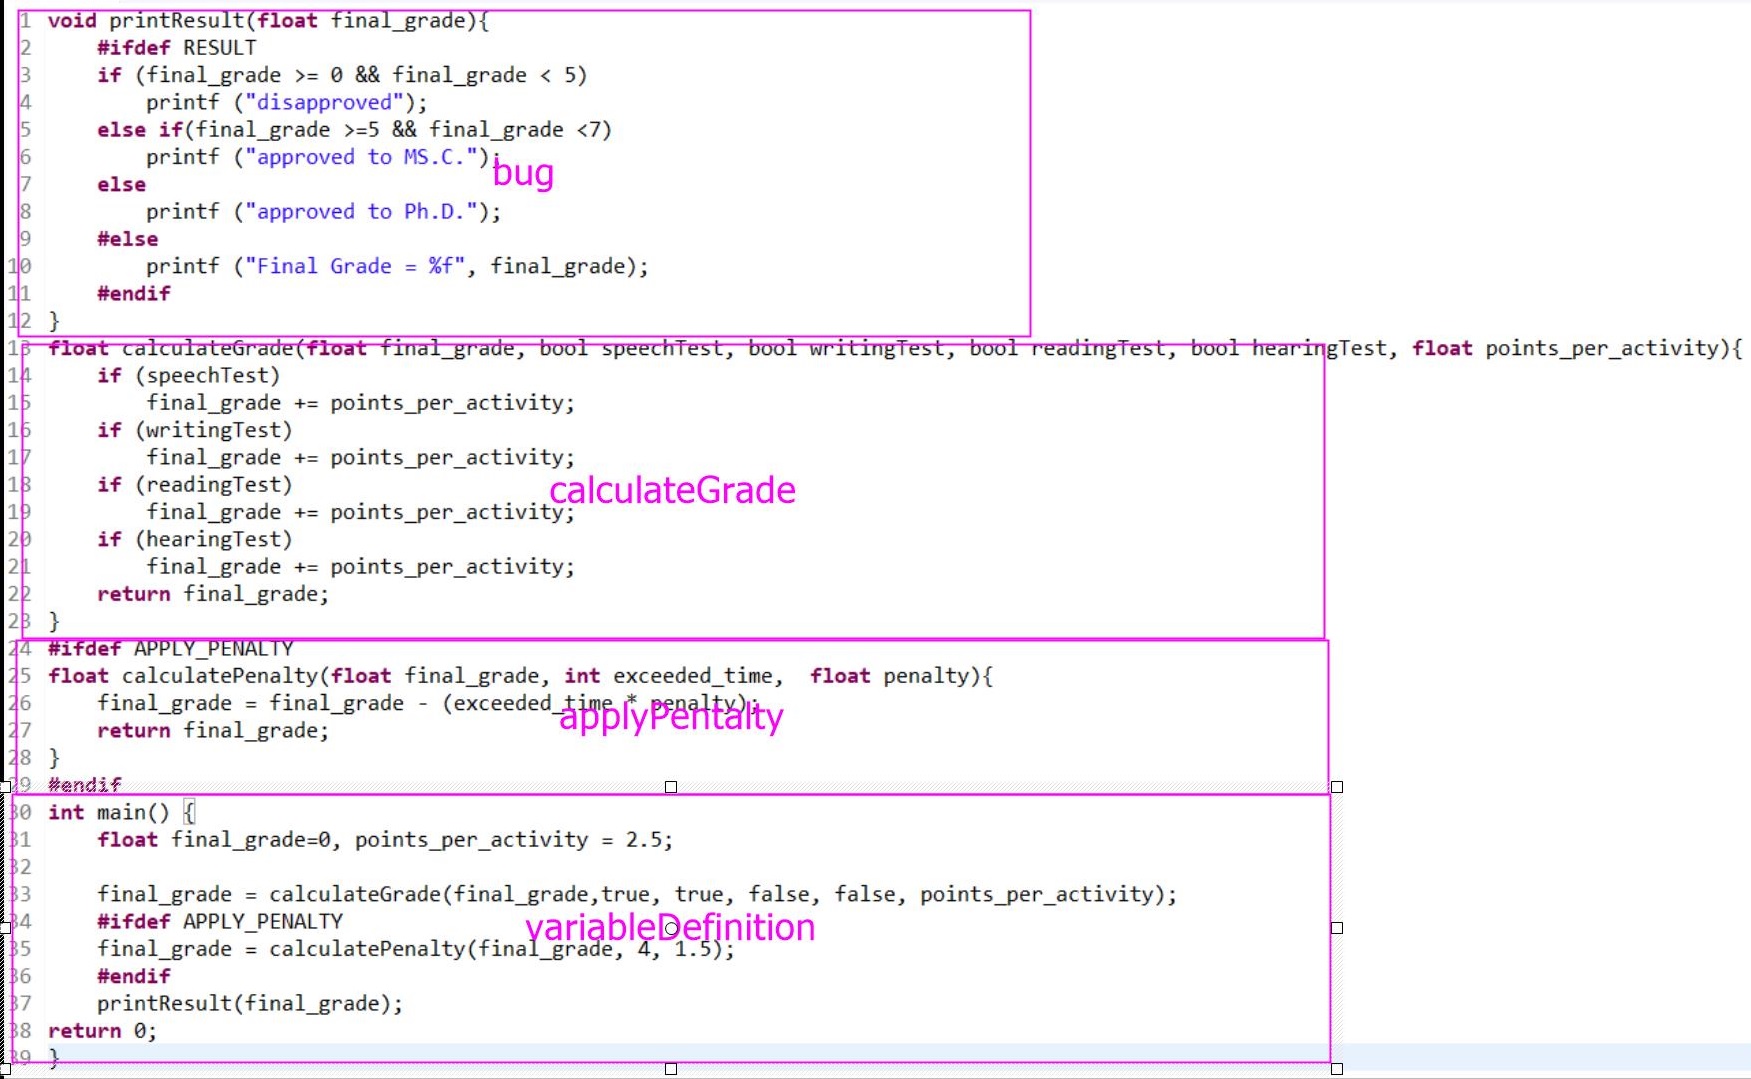 1 void printResult(float final_grade){
2 #ifdef RESULT
3 if (final_grade >= 0 && final_grade < 5)
4 printf ("disapproved");
5 else if(final_grade >=5 && final_grade <7)
6 printf ("approved to MS.C.");
bug
7 else
8 printf ("approved to Ph.D.");
9 #else
10 printf ("Final Grade = %f", final_grade);
11 #endif
12 }
13 float calculateGrade(float final_grade, bool speechTest, bool writingTest, bool readingTest, bool hearingTest, float points_per_activity){
14 if (speechTest)
15 final_grade += points_per_activity;
16 if (writingTest)
17 final_grade += points_per_activity;
18 if (readingTest)
calculateGrade
19 final_grade += points_per_activity;
20 if (hearingTest)
21 final_grade += points_per_activity;
22 return final_grade;
23 }
24 #ifdef APPLY_PENALTY
25 float calculatePenalty(float final_grade, int exceeded_time, float penalty){
26 final_grade = final_grade - (exceeded_time * penalty);
applyPentalty
27 return final_grade;
28 }
29 #endif
30 int main() {
31 float final_grade=0, points_per_activity = 2.5;
32
33 final_grade = calculateGrade(final_grade,true, true, false, false, points_per_activity);
34 #ifdef APPLY_PENALTY
variableDefinition
35 final_grade = calculatePenalty(final_grade, 4, 1.5);
36 #endif
37 printResult(final_grade);
38 return 0;
39 }